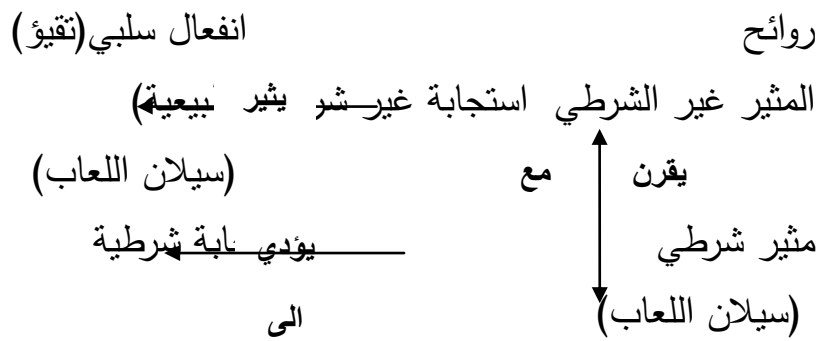 روائح انفعال سلبي(تقيؤ)
المثير غير الشرطي استجابة غير يثير
يقرن مع (سيلان اللعاب)
مثير شرطي يؤدي شرطية
(سيلان اللعاب) الى